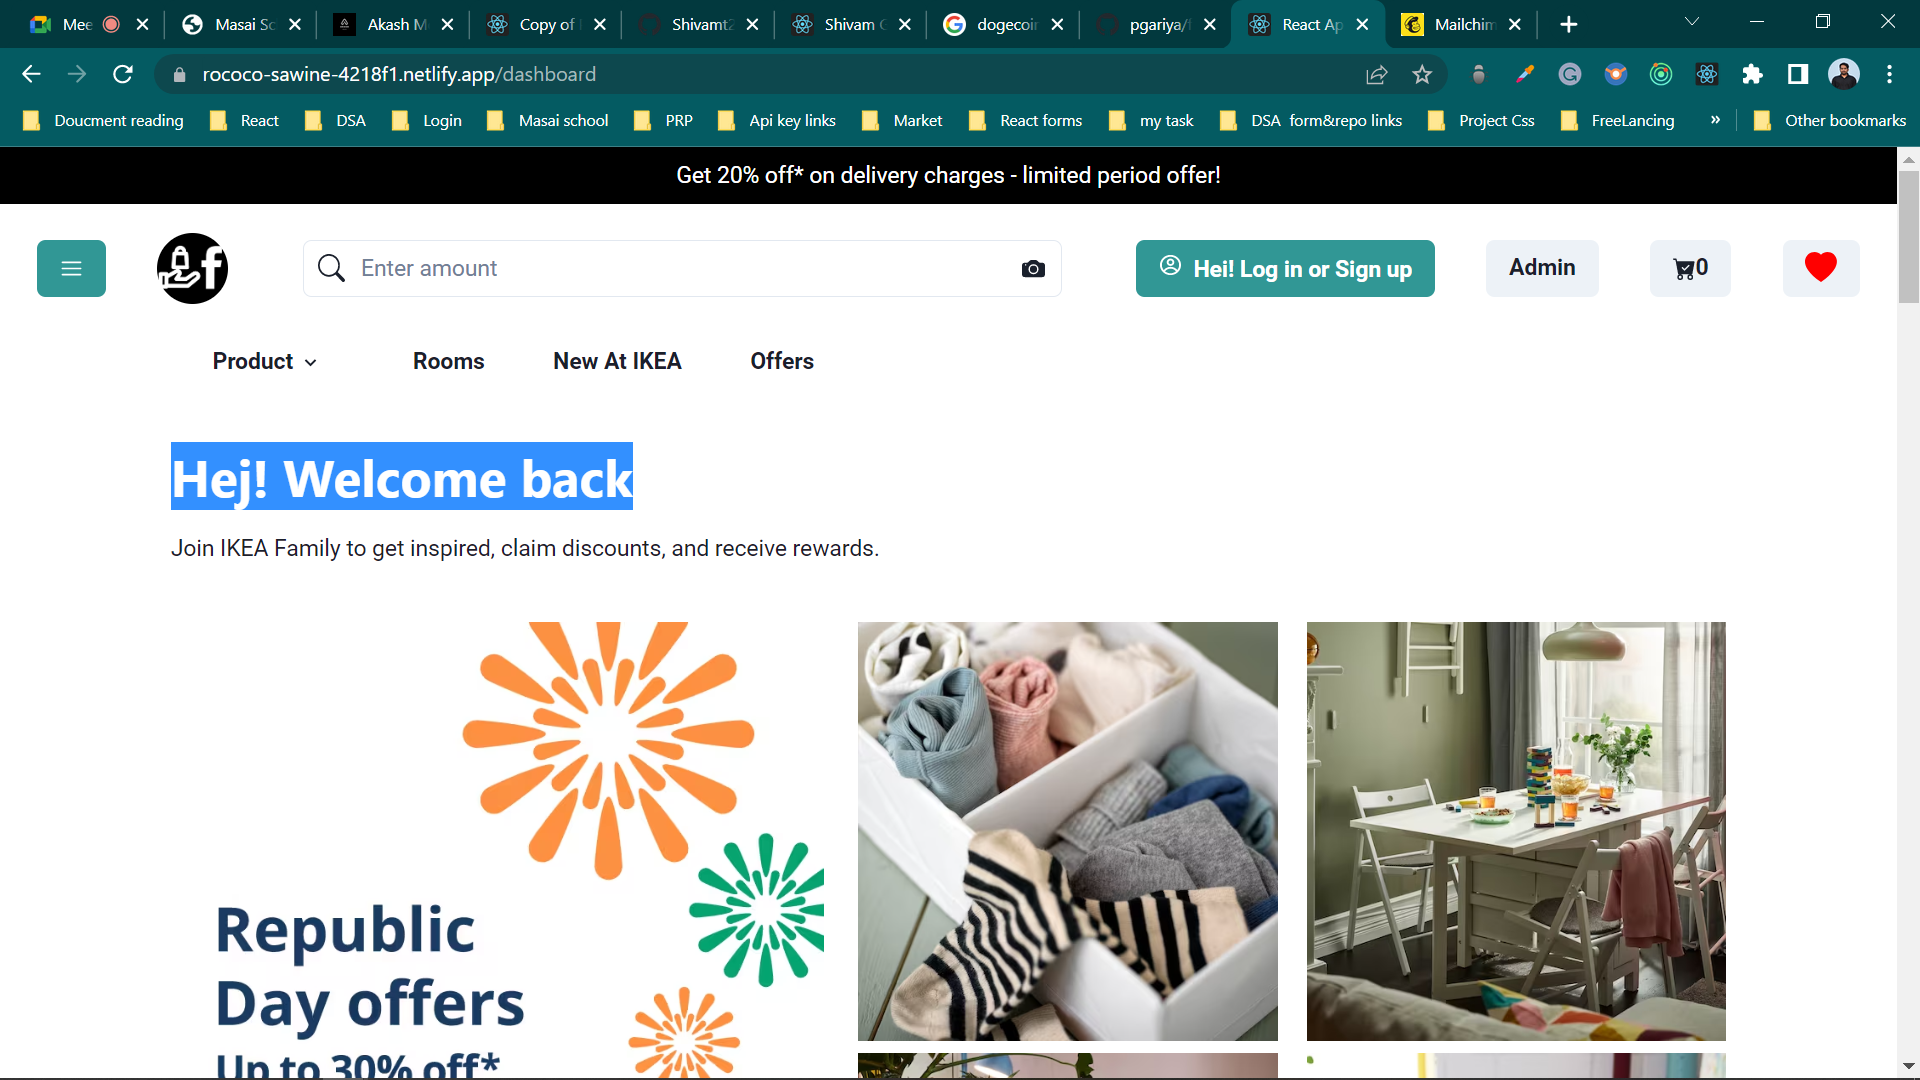 Mee
Masai Sc
Akash M
Copy of
Shivamt2
Shivam G
dogecoin
pgariya/
React Ap
Mailchim
rococo-sawine-4218f1.netlify.app/dashboard
Doucment reading
React
DSA
Login
Masai school
PRP
Api key links
Market
React forms
my task
DSA form&repo links
Project Css
FreeLancing
»
Other bookmarks
Get 20% off* on delivery charges - limited period offer!
Enter amount
Hei! Log in or Sign up
Admin
0
Product
Rooms
New At IKEA
Offers
Hej! Welcome back
Join IKEA Family to get inspired, claim discounts, and receive rewards.
Republic
Day offers
Up to 30% off*